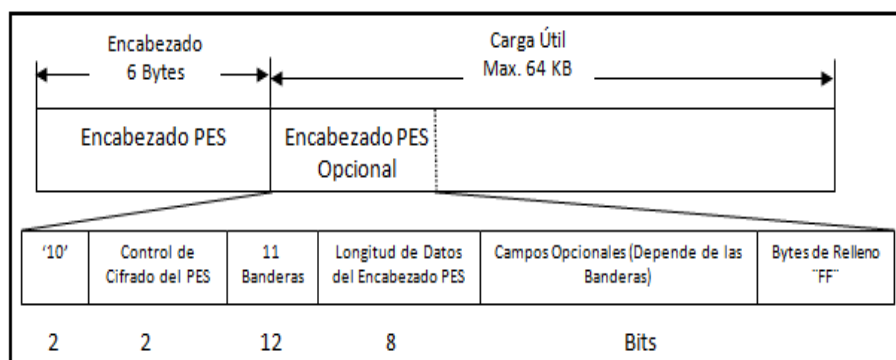 Encabezado
6 Bytes
Carga Útil
Max. 64 KB
Encabezado PES
Encabezado PES
Opcional
'10'
Control de
Cifrado del PES
11
Banderas
Longitud de Datos
del Encabezado PES
Campos Opcionales (Depende de las
Banderas)
Bytes de Relleno
¨FF¨
2
2
12
8
Bits